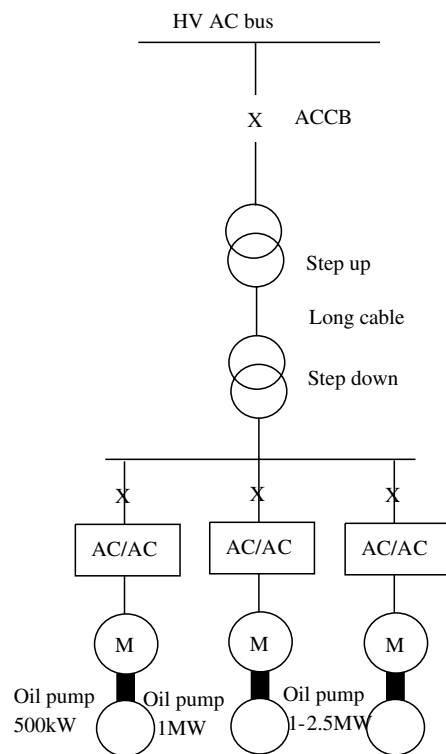 HV AC bus
X
ACCB
Step up
Long cable
Step down
X
X
X
AC/AC
AC/AC
AC/AC
M
M
M
Oil pump
500kW
Oil pump
1MW
Oil pump
1-2.5MW